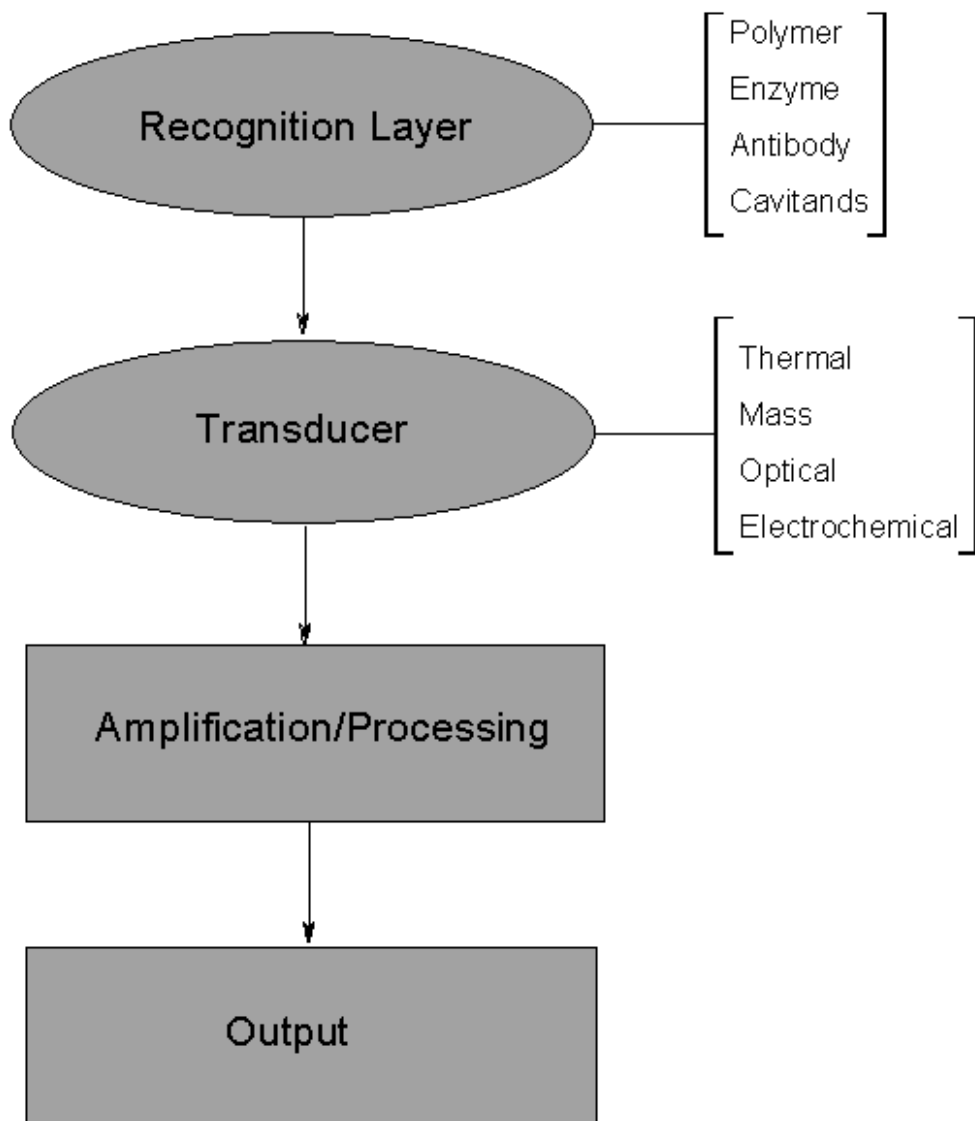 Recognition Layer
Polymer
Enzyme
Antibody
Cavitands
Transducer
Thermal
Mass
Optical
Electrochemical
Amplification/Processing
Output